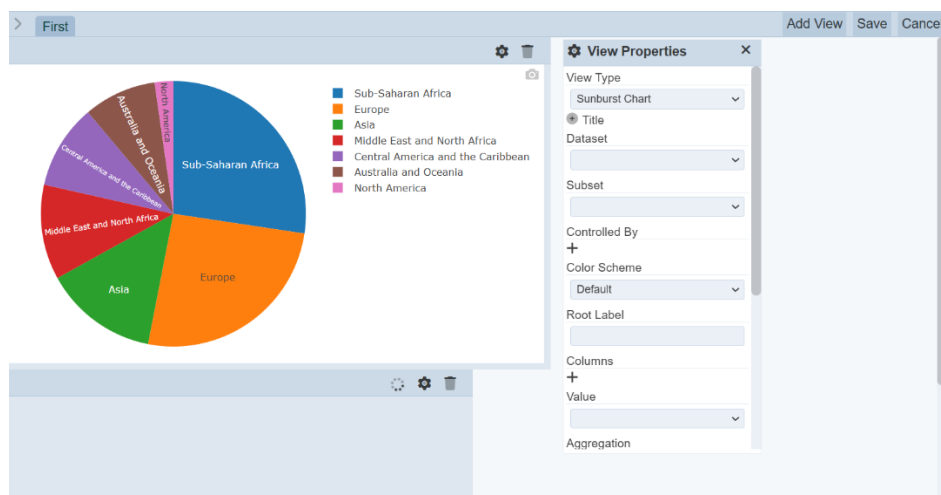 First
Add View Save Cance
View Properties
View Type
Sunburst Chart
Title
Dataset
Subset
Controlled By
Color Scheme
Default
Root Label
Columns
Value
Aggregation
Sub-Saharan Africa
Europe
Asia
Middle East and North Africa
Central America and the Caribbean
Australia and Oceania
North America
Sub-Saharan Africa
Europe
Asia
Middle East and North Africa
Central America and the Caribbean
Australia and Oceania
North America